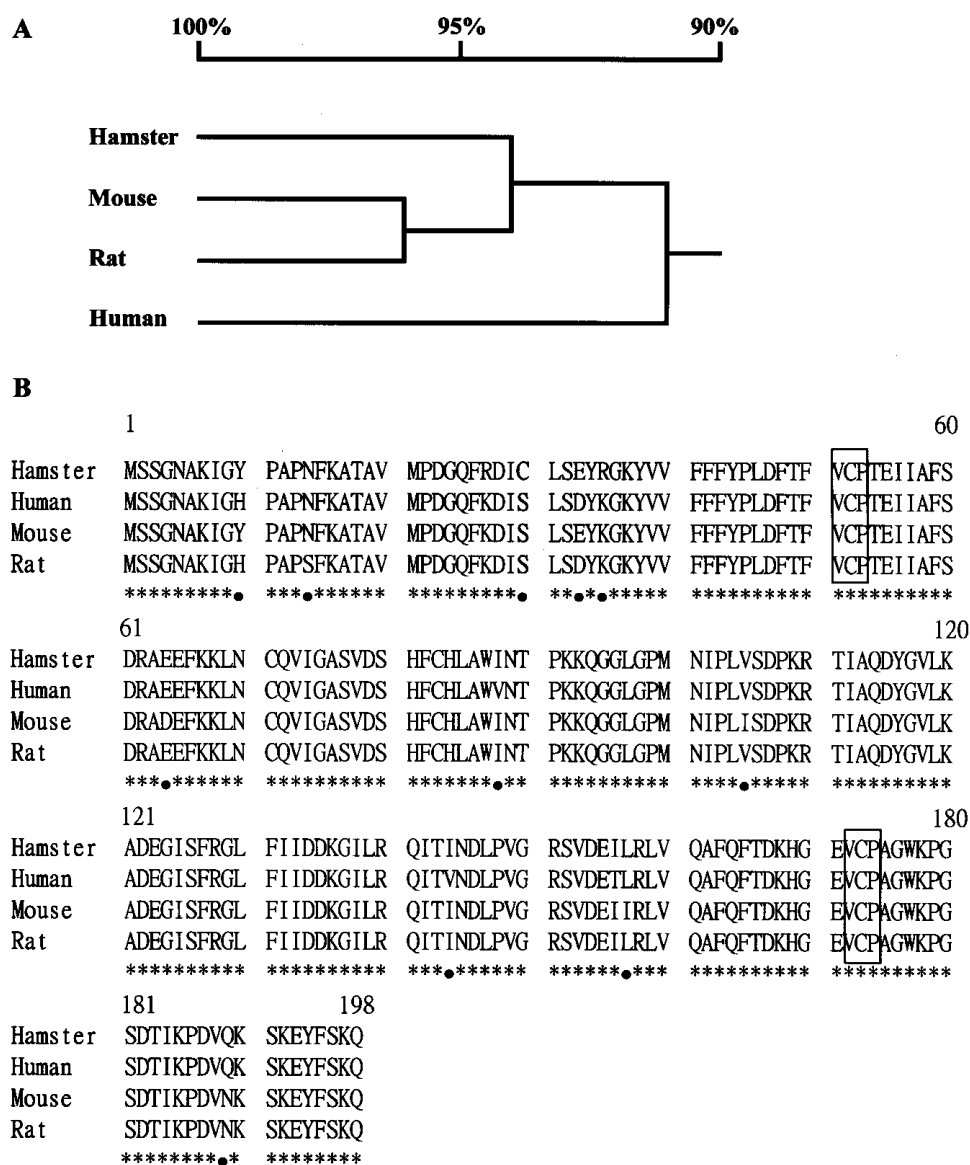 A
100% 95% 90%
Hamster
Mouse
Rat
Human
B
1 60
Hamster MSSGNAKIGY PAPNFKATAV MPDGQFRDIC LSEYRGKYVV FFFYPLDFTF VCPTEIIAFS
Human MSSGNAKIGH PAPNFKATAV MPDGQFKDIS LSDYKGKYVV FFFYPLDFTF VCPTEIIAFS
Mouse MSSGNAKIGY PAPNFKATAV MPDGQFKDIS LSEYKGKYVV FFFYPLDFTF VCPTEIIAFS
Rat MSSGNAKIGH PAPSFKATAV MPDGQFKDIS LSDYKGKYVV FFFYPLDFTF VCPTEIIAFS
*********● ***●****** *********● **●*●***** ********** **********
61 120
Hamster DRAEEFKKLN CQVIGASVDS HFCHLAWINT PKKQGGLGPM NIPLVSDPKR TIAQDYGVLK
Human DRAEEFKKLN CQVIGASVDS HFCHLAWVNT PKKQGGLGPM NIPLVSDPKR TIAQDYGVLK
Mouse DRADEFKKLN CQVIGASVDS HFCHLAWINT PKKQGGLGPM NIPLISDPKR TIAQDYGVLK
Rat DRAEEFKKLN CQVIGASVDS HFCHLAWINT PKKQGGLGPM NIPLVSDPKR TIAQDYGVLK
***●****** ********** *******●** ********** ****●***** **********
121 180
Hamster ADEGISFRGL FIIDDKGILR QITINDLPVG RSVDEILRLV QAFQFTDKHG EVCPAGWKPG
Human ADEGISFRGL FIIDDKGILR QITVNDLPVG RSVDETLRLV QAFQFTDKHG EVCPAGWKPG
Mouse ADEGISFRGL FIIDDKGILR QITINDLPVG RSVDEIIRLV QAFQFTDKHG EVCPAGWKPG
Rat ADEGISFRGL FIIDDKGILR QITINDLPVG RSVDEILRLV QAFQFTDKHG EVCPAGWKPG
********** ********** ***●****** ******●*** ********** **********
181 198
Hamster SDTIKPDVQK SKEYFSKQ
Human SDTIKPDVQK SKEYFSKQ
Mouse SDTIKPDVNK SKEYFSKQ
Rat SDTIKPDVNK SKEYFSKQ
********●* ********